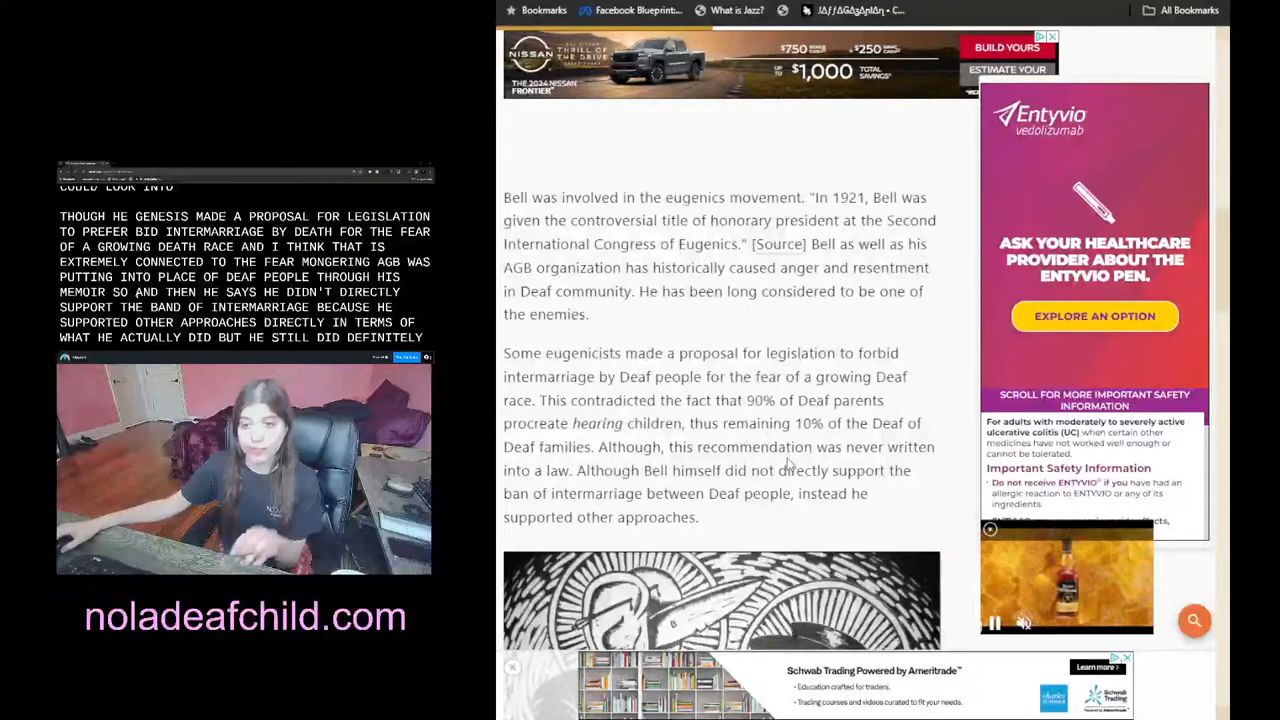 Bookmarks
Facebook Blueprint:...
What is Jazz?
All Bookmarks
NISSAN
THRILL OF
THE DRIVE
THE 2024 NISSAN
FRONTIER
$750 BONUS CASH + $250
UP TO $1,000 TOTAL SAVINGS
BUILD YOURS
ESTIMATE YOUR
COULD LOOK INTO
THOUGH HE GENESIS MADE A PROPOSAL FOR LEGISLATION
TO PREFER BID INTERMARRIAGE BY DEATH FOR THE FEAR
OF A GROWING DEATH RACE AND I THINK THAT IS
EXTREMELY CONNECTED TO THE FEAR MONGERING AGB WAS
PUTTING INTO PLACE OF DEAF PEOPLE THROUGH HIS
MEMOIR SO AND THEN HE SAYS HE DIDN'T DIRECTLY
SUPPORT THE BAND OF INTERMARRIAGE BECAUSE HE
SUPPORTED OTHER APPROACHES DIRECTLY IN TERMS OF
WHAT HE ACTUALLY DID BUT HE STILL DID DEFINITELY
noladeafchild.com
Bell was involved in the eugenics movement. "In 1921, Bell was
given the controversial title of honorary president at the Second
International Congress of Eugenics." [Source] Bell as well as his
AGB organization has historically caused anger and resentment
in Deaf community. He has been long considered to be one of
the enemies.
Some eugenicists made a proposal for legislation to forbid
intermarriage by Deaf people for the fear of a growing Deaf
race. This contradicted the fact that 90% of Deaf parents
procreate hearing children, thus remaining 10% of the Deaf of
Deaf families. Although, this recommendation was never written
into a law. Although Bell himself did not directly support the
ban of intermarriage between Deaf people, instead he
supported other approaches.
Entyvio
vedolizumab
ASK YOUR HEALTHCARE
PROVIDER ABOUT THE
ENTYVIO PEN.
EXPLORE AN OPTION
SCROLL FOR MORE IMPORTANT SAFETY
INFORMATION
For adults with moderately to severely active
ulcerative colitis (UC) when certain other
medicines have not worked well enough or
cannot be tolerated.
Important Safety Information
• Do not receive ENTYVIO® if you have had an
allergic reaction to ENTYVIO or any of its
ingredients.
Schwab Trading Powered by Ameritrade™
• Education crafted for traders.
• Trading courses and videos curated to fit your needs.
Learn more
charles
SCHWAB
Schwab
Trading